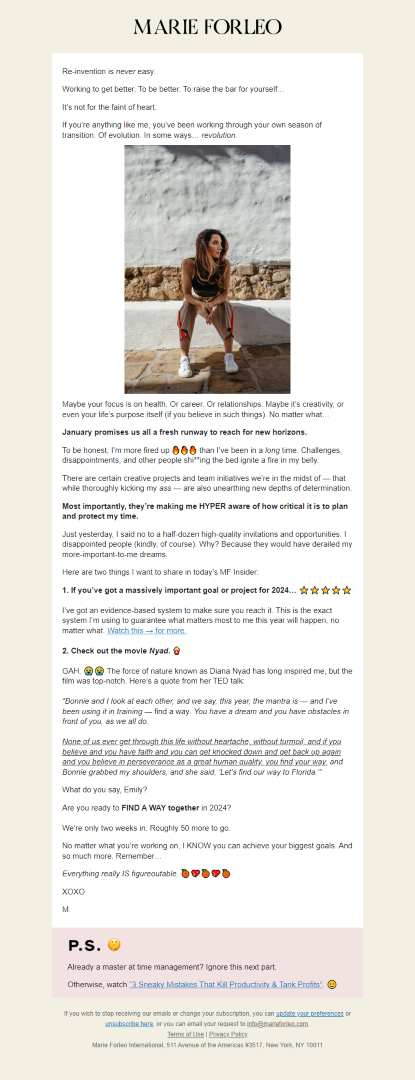 MARIE FORLEO
Re-invention is never easy.
Working to get better. To be better. To raise the bar for yourself…
It's not for the faint of heart.
If you're anything like me, you've been working through your own season of
transition. Of evolution. In some ways… revolution.
Maybe your focus is on health. Or career. Or relationships. Maybe it's creativity, or
even your life's purpose itself (if you believe in such things). No matter what…
January promises us all a fresh runway to reach for new horizons.
To be honest, I'm more fired up 🔥🔥🔥 than I've been in a long time. Challenges,
disappointments, and other people shi**ing the bed ignite a fire in my belly.
There are certain creative projects and team initiatives we're in the midst of — that
while thoroughly kicking my ass — are also unearthing new depths of determination.
Most importantly, they're making me HYPER aware of how critical it is to plan
and protect my time.
Just yesterday, I said no to a half-dozen high-quality invitations and opportunities. I
disappointed people (kindly, of course). Why? Because they would have derailed my
more-important-to-me dreams.
Here are two things I want to share in today's MF Insider:
1. If you've got a massively important goal or project for 2024… ⭐⭐⭐⭐⭐
I've got an evidence-based system to make sure you reach it. This is the exact
system I'm using to guarantee what matters most to me this year will happen, no
matter what. Watch this → for more.
2. Check out the movie Nyad. 🍿
GAH. 😭😭 The force of nature known as Diana Nyad has long inspired me, but the
film was top-notch. Here's a quote from her TED talk:
"Bonnie and I look at each other, and we say, this year, the mantra is — and I've
been using it in training — find a way. You have a dream and you have obstacles in
front of you, as we all do.
None of us ever get through this life without heartache, without turmoil, and if you
believe and you have faith and you can get knocked down and get back up again
and you believe in perseverance as a great human quality, you find your way, and
Bonnie grabbed my shoulders, and she said, 'Let's find our way to Florida.'"
What do you say, Emily?
Are you ready to FIND A WAY together in 2024?
We're only two weeks in. Roughly 50 more to go.
No matter what you're working on, I KNOW you can achieve your biggest goals. And
so much more. Remember…
Everything really IS figureoutable.
XOXO
M.
P.S. 🤫
Already a master at time management? Ignore this next part.
Otherwise, watch "3 Sneaky Mistakes That Kill Productivity & Tank Profits".
If you wish to stop receiving our emails or change your subscription, you can update your preferences or
unsubscribe here, or you can email your request to info@marieforleo.com.
Terms of Use | Privacy Policy
Marie Forleo International, 511 Avenue of the Americas #3517, New York, NY 10011